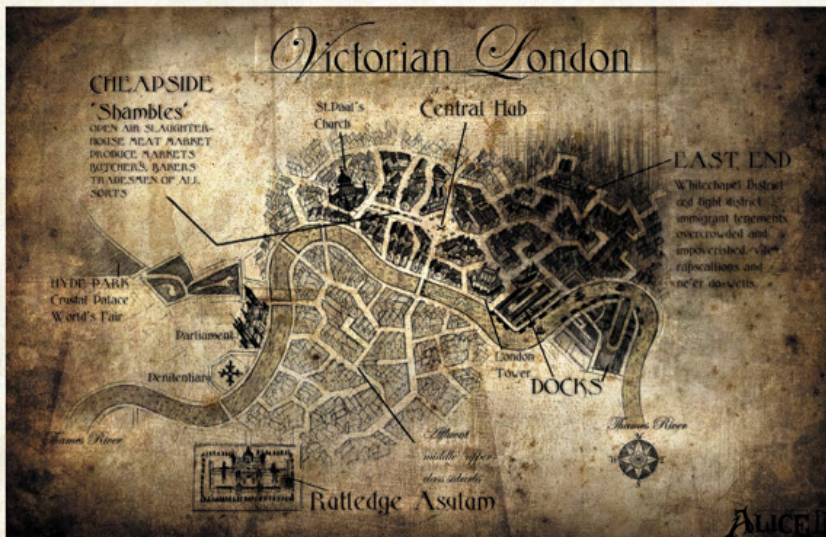 Victorian London
CHEAPSIDE
"Shambles"
OPEN AIR SLAUGHTER-
HOUSE MEAT MARKET
PRODUCE MARKETS
BUTCHERS, BAKERS
TRADESMEN OF ALL
SORTS
St.Paul's
Church
Central Hub
EAST END
Whitechapel District
red light district
immigrant tenements
overcrowded and
impoverished, vile
rapscallions and
ne'er do-wells.
HYDE PARK
Crystal Palace
World's Fair
Parliament
Penitentiary
London
Tower
DOCKS
Thames River
Thames River
Affluent
middle upper
class suburbs
Rutledge Asylum
ALICE II